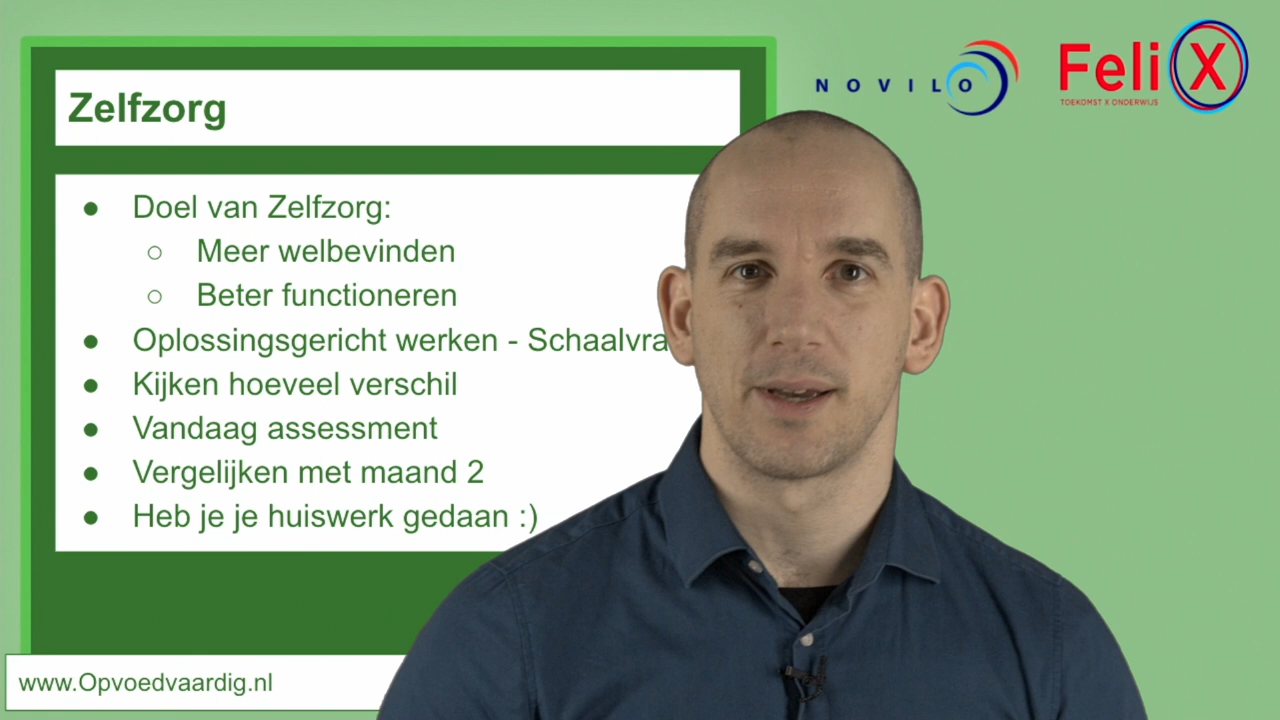 Zelfzorg
● Doel van Zelfzorg:
○ Meer welbevinden
○ Beter functioneren
● Oplossingsgericht werken - Schaalvra
● Kijken hoeveel verschil
● Vandaag assessment
● Vergelijken met maand 2
● Heb je je huiswerk gedaan :)
www.Opvoedvaardig.nl
NOVILO
FeliX
TOEKOMST X ONDERWIJS